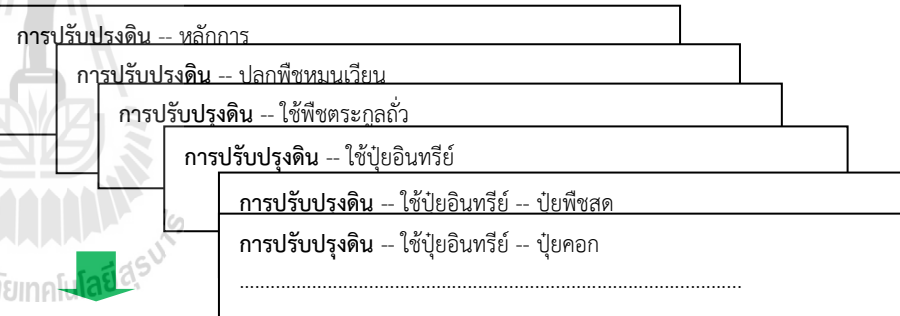 การปรับปรุงดิน -- หลักการ
การปรับปรุงดิน -- ปลูกพืชหมุนเวียน
การปรับปรุงดิน -- ใช้พืชตระกูลถั่ว
การปรับปรุงดิน -- ใช้ปุ๋ยอินทรีย์
การปรับปรุงดิน -- ใช้ปุ๋ยอินทรีย์ -- ปุ๋ยพืชสด
การปรับปรุงดิน -- ใช้ปุ๋ยอินทรีย์ -- ปุ๋ยคอก
................................................................................................